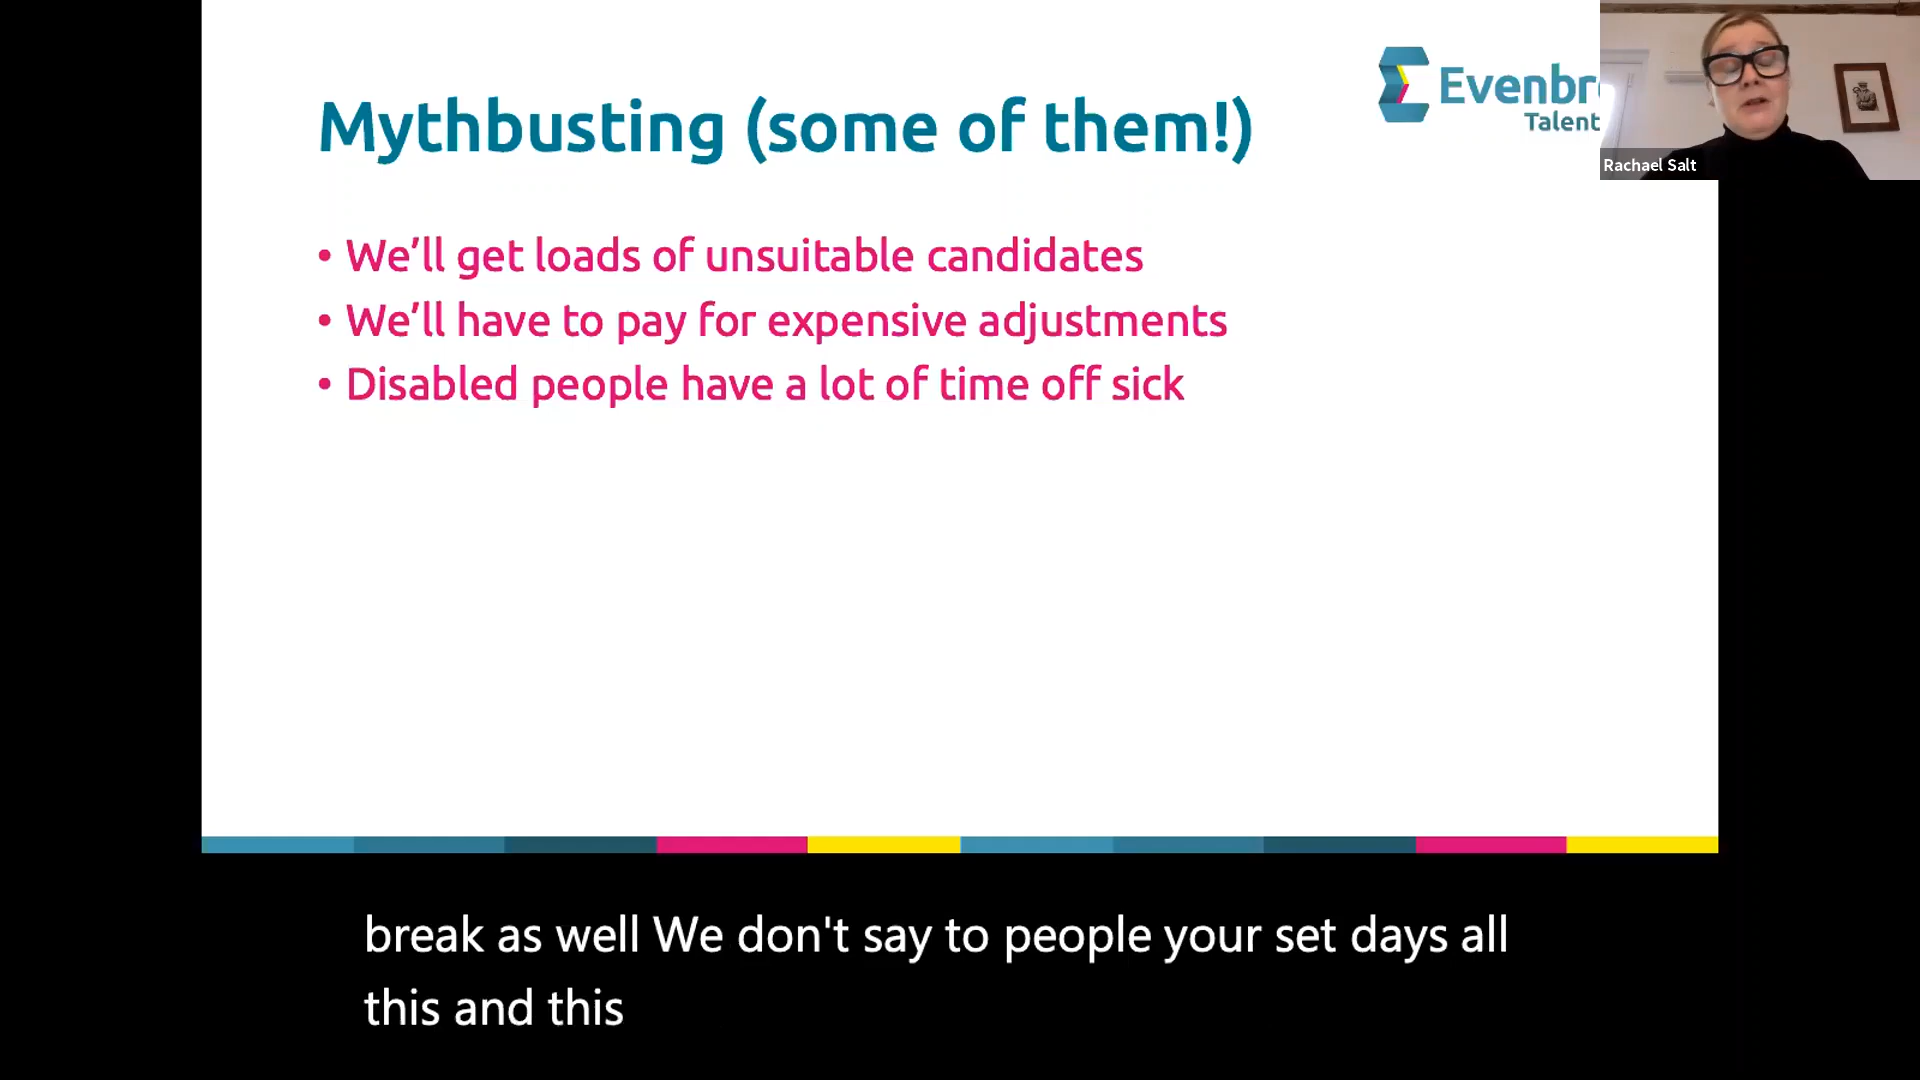 Mythbusting (some of them!)
Evenbr
Talent
Rachael Salt
• We’ll get loads of unsuitable candidates
• We’ll have to pay for expensive adjustments
• Disabled people have a lot of time off sick
break as well We don't say to people your set days all
this and this